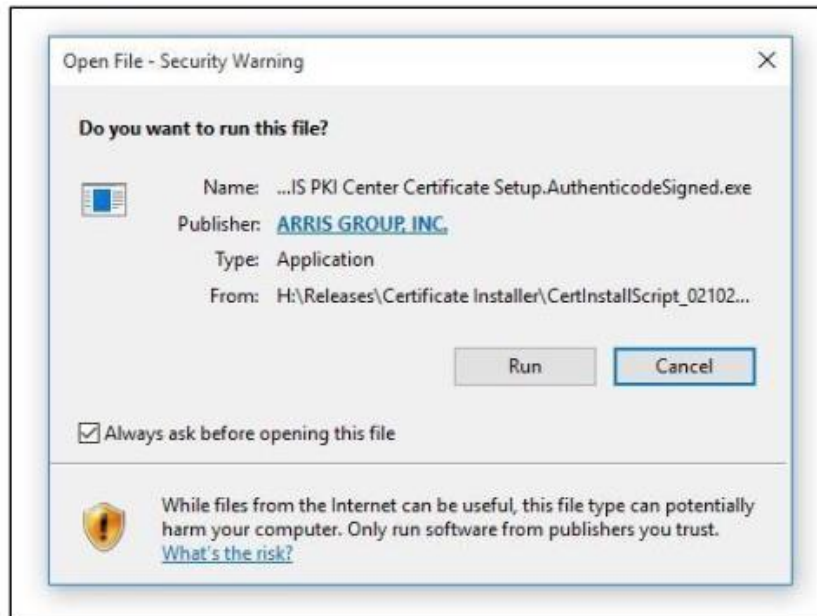 Open File - Security Warning
Do you want to run this file?
Name: ...IS PKI Center Certificate Setup.AuthenticodeSigned.exe
Publisher: ARRIS GROUP, INC.
Type: Application
From: H:\Releases\Certificate Installer\CertInstallScript_02102...
Run Cancel
Always ask before opening this file
While files from the Internet can be useful, this file type can potentially
harm your computer. Only run software from publishers you trust.
What's the risk?